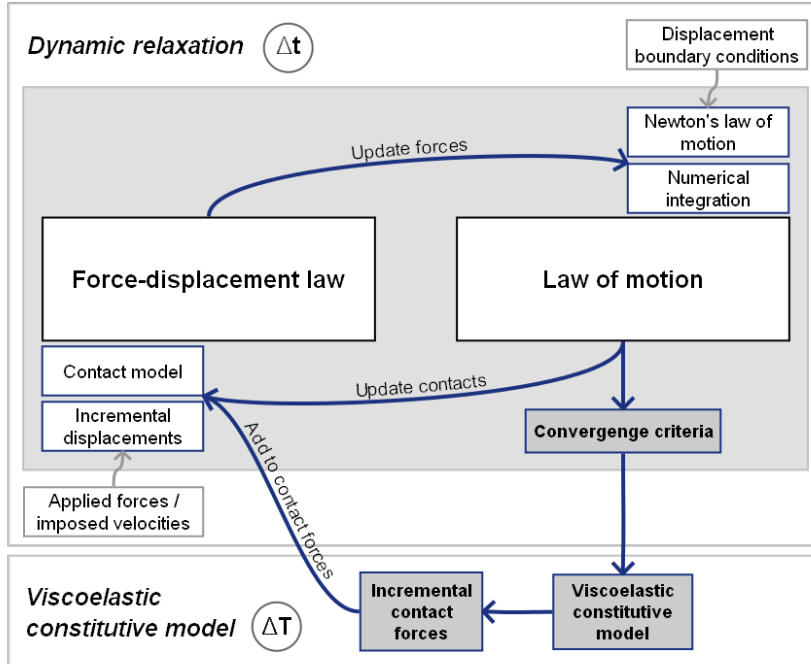 Dynamic relaxation Δt
Displacement
boundary conditions
Newton's law of
motion
Update forces
Numerical
integration
Force-displacement law
Law of motion
Contact model
Update contacts
Incremental
displacements
Convergenge criteria
Add to contact forces
Applied forces /
imposed velocities
Viscoelastic
constitutive model ΔT
Incremental
contact
forces
Viscoelastic
constitutive
model